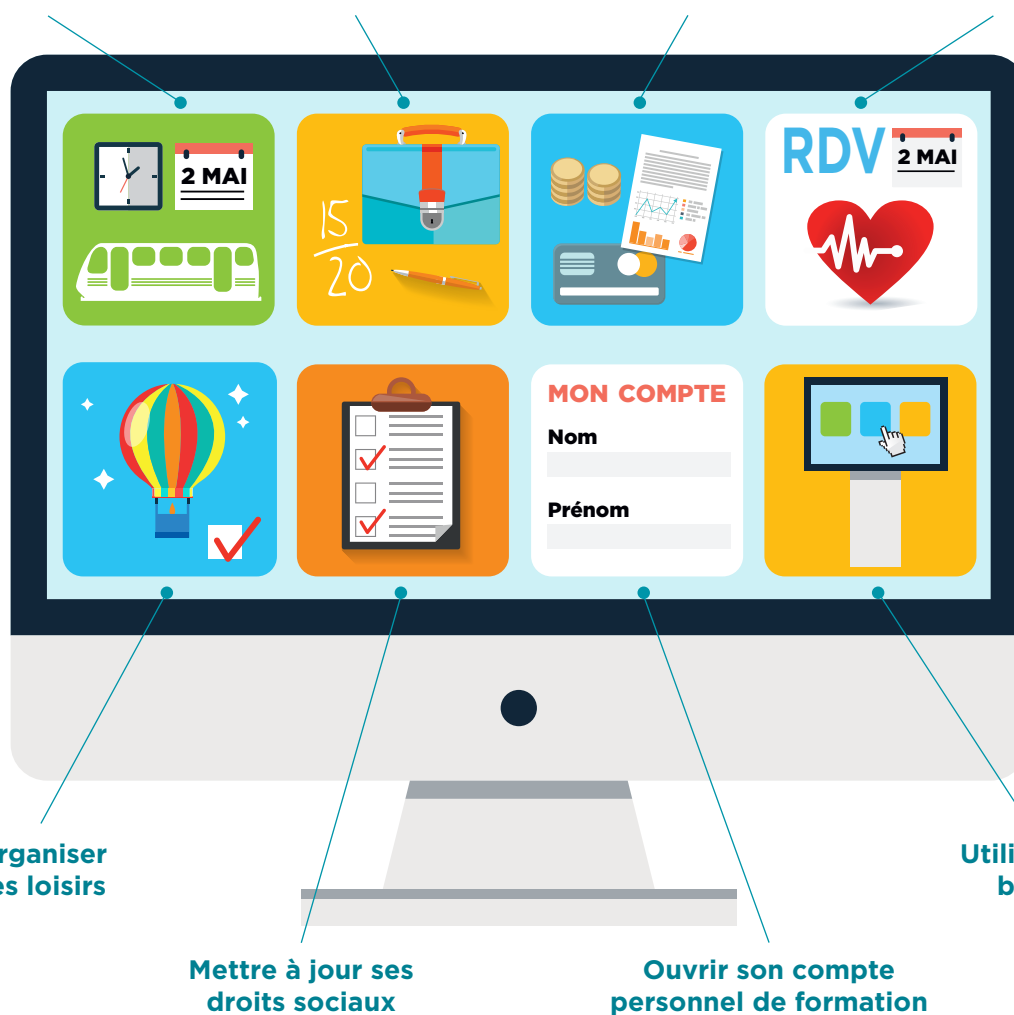 2 MAI
15
20
RDV
2 MAI
MON COMPTE
Nom
Prénom
rganiser
es loisirs
Utili
b
Mettre à jour ses
droits sociaux
Ouvrir son compte
personnel de formation